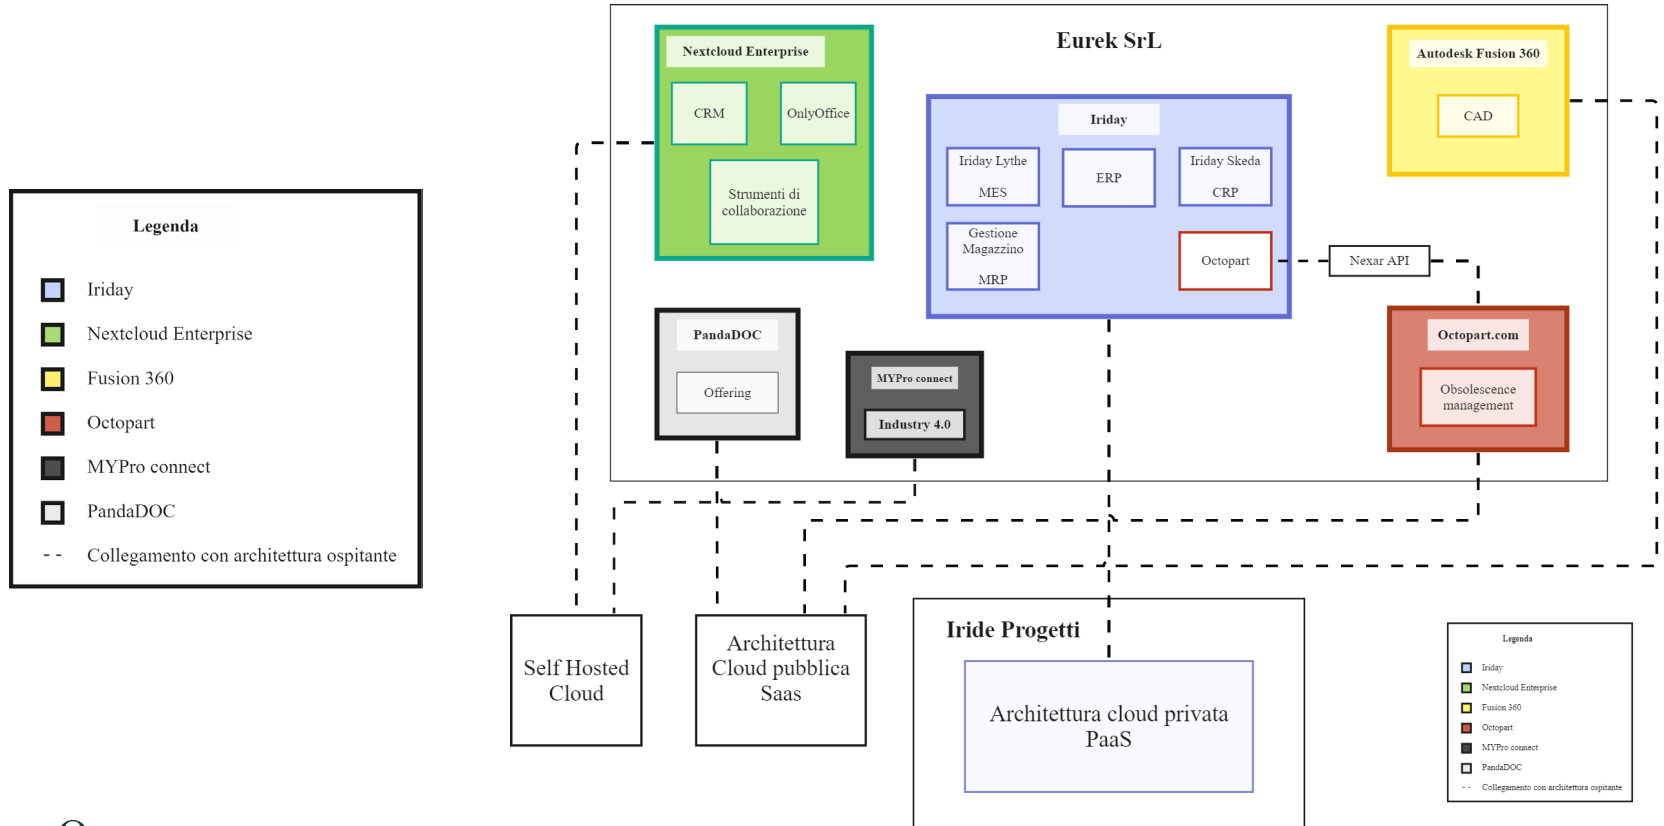 Eurek SrL
Nextcloud Enterprise
CRM
OnlyOffice
Strumenti di
collaborazione
Iriday
Iriday Lythe
MES
ERP
Iriday Skeda
CRP
Gestione
Magazzino
MRP
Octopart
Nexar API
Autodesk Fusion 360
CAD
Octopart.com
Obsolescence
management
PandaDOC
Offering
MYPro connect
Industry 4.0
Legenda
Iriday
Nextcloud Enterprise
Fusion 360
Octopart
MYPro connect
PandaDOC
-- Collegamento con architettura ospitante
Self Hosted
Cloud
Architettura
Cloud pubblica
Saas
Iride Progetti
Architettura cloud privata
PaaS
Legenda
Iriday
Nextcloud Enterprise
Fusion 360
Octopart
MYPro connect
PandaDOC
-- Collegamento con architettura ospitante